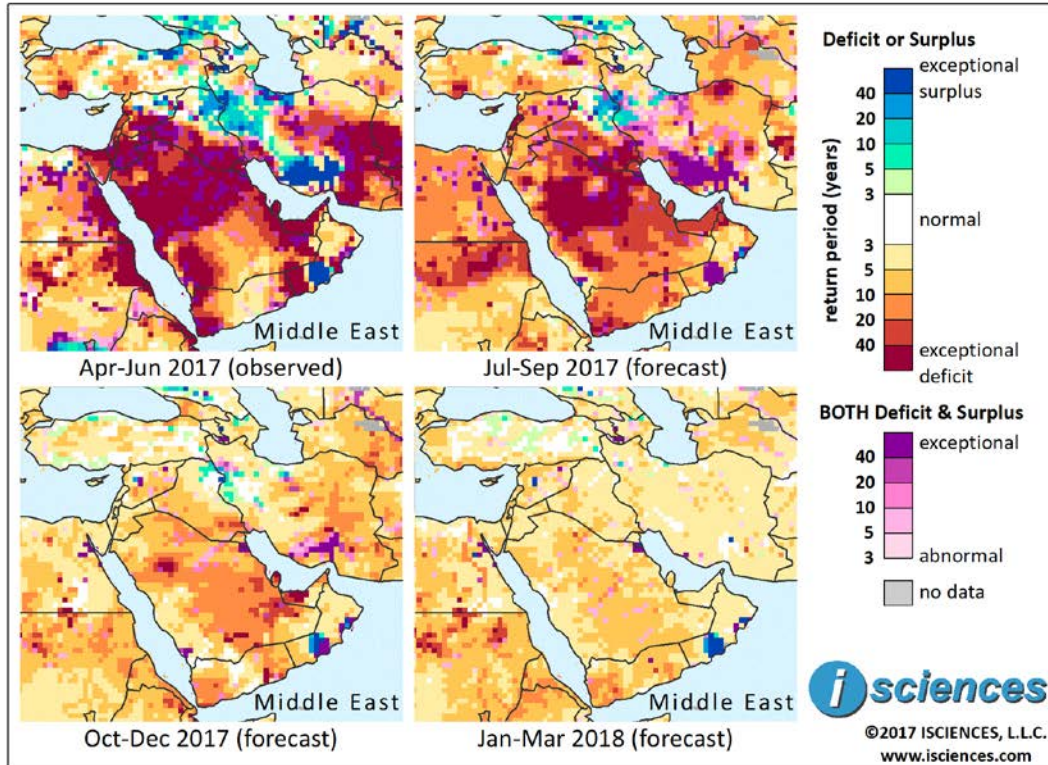 Middle East
Apr-Jun 2017 (observed)
Middle East
Jul-Sep 2017 (forecast)
Middle East
Oct-Dec 2017 (forecast)
Middle East
Jan-Mar 2018 (forecast)
Deficit or Surplus
return period (years)
exceptional
surplus
40
20
10
5
3
normal
3
5
10
20
40
exceptional
deficit
BOTH Deficit & Surplus
exceptional
40
20
10
5
3
abnormal
no data
i sciences
©2017 ISCIENCES, L.L.C.
www.isciences.com